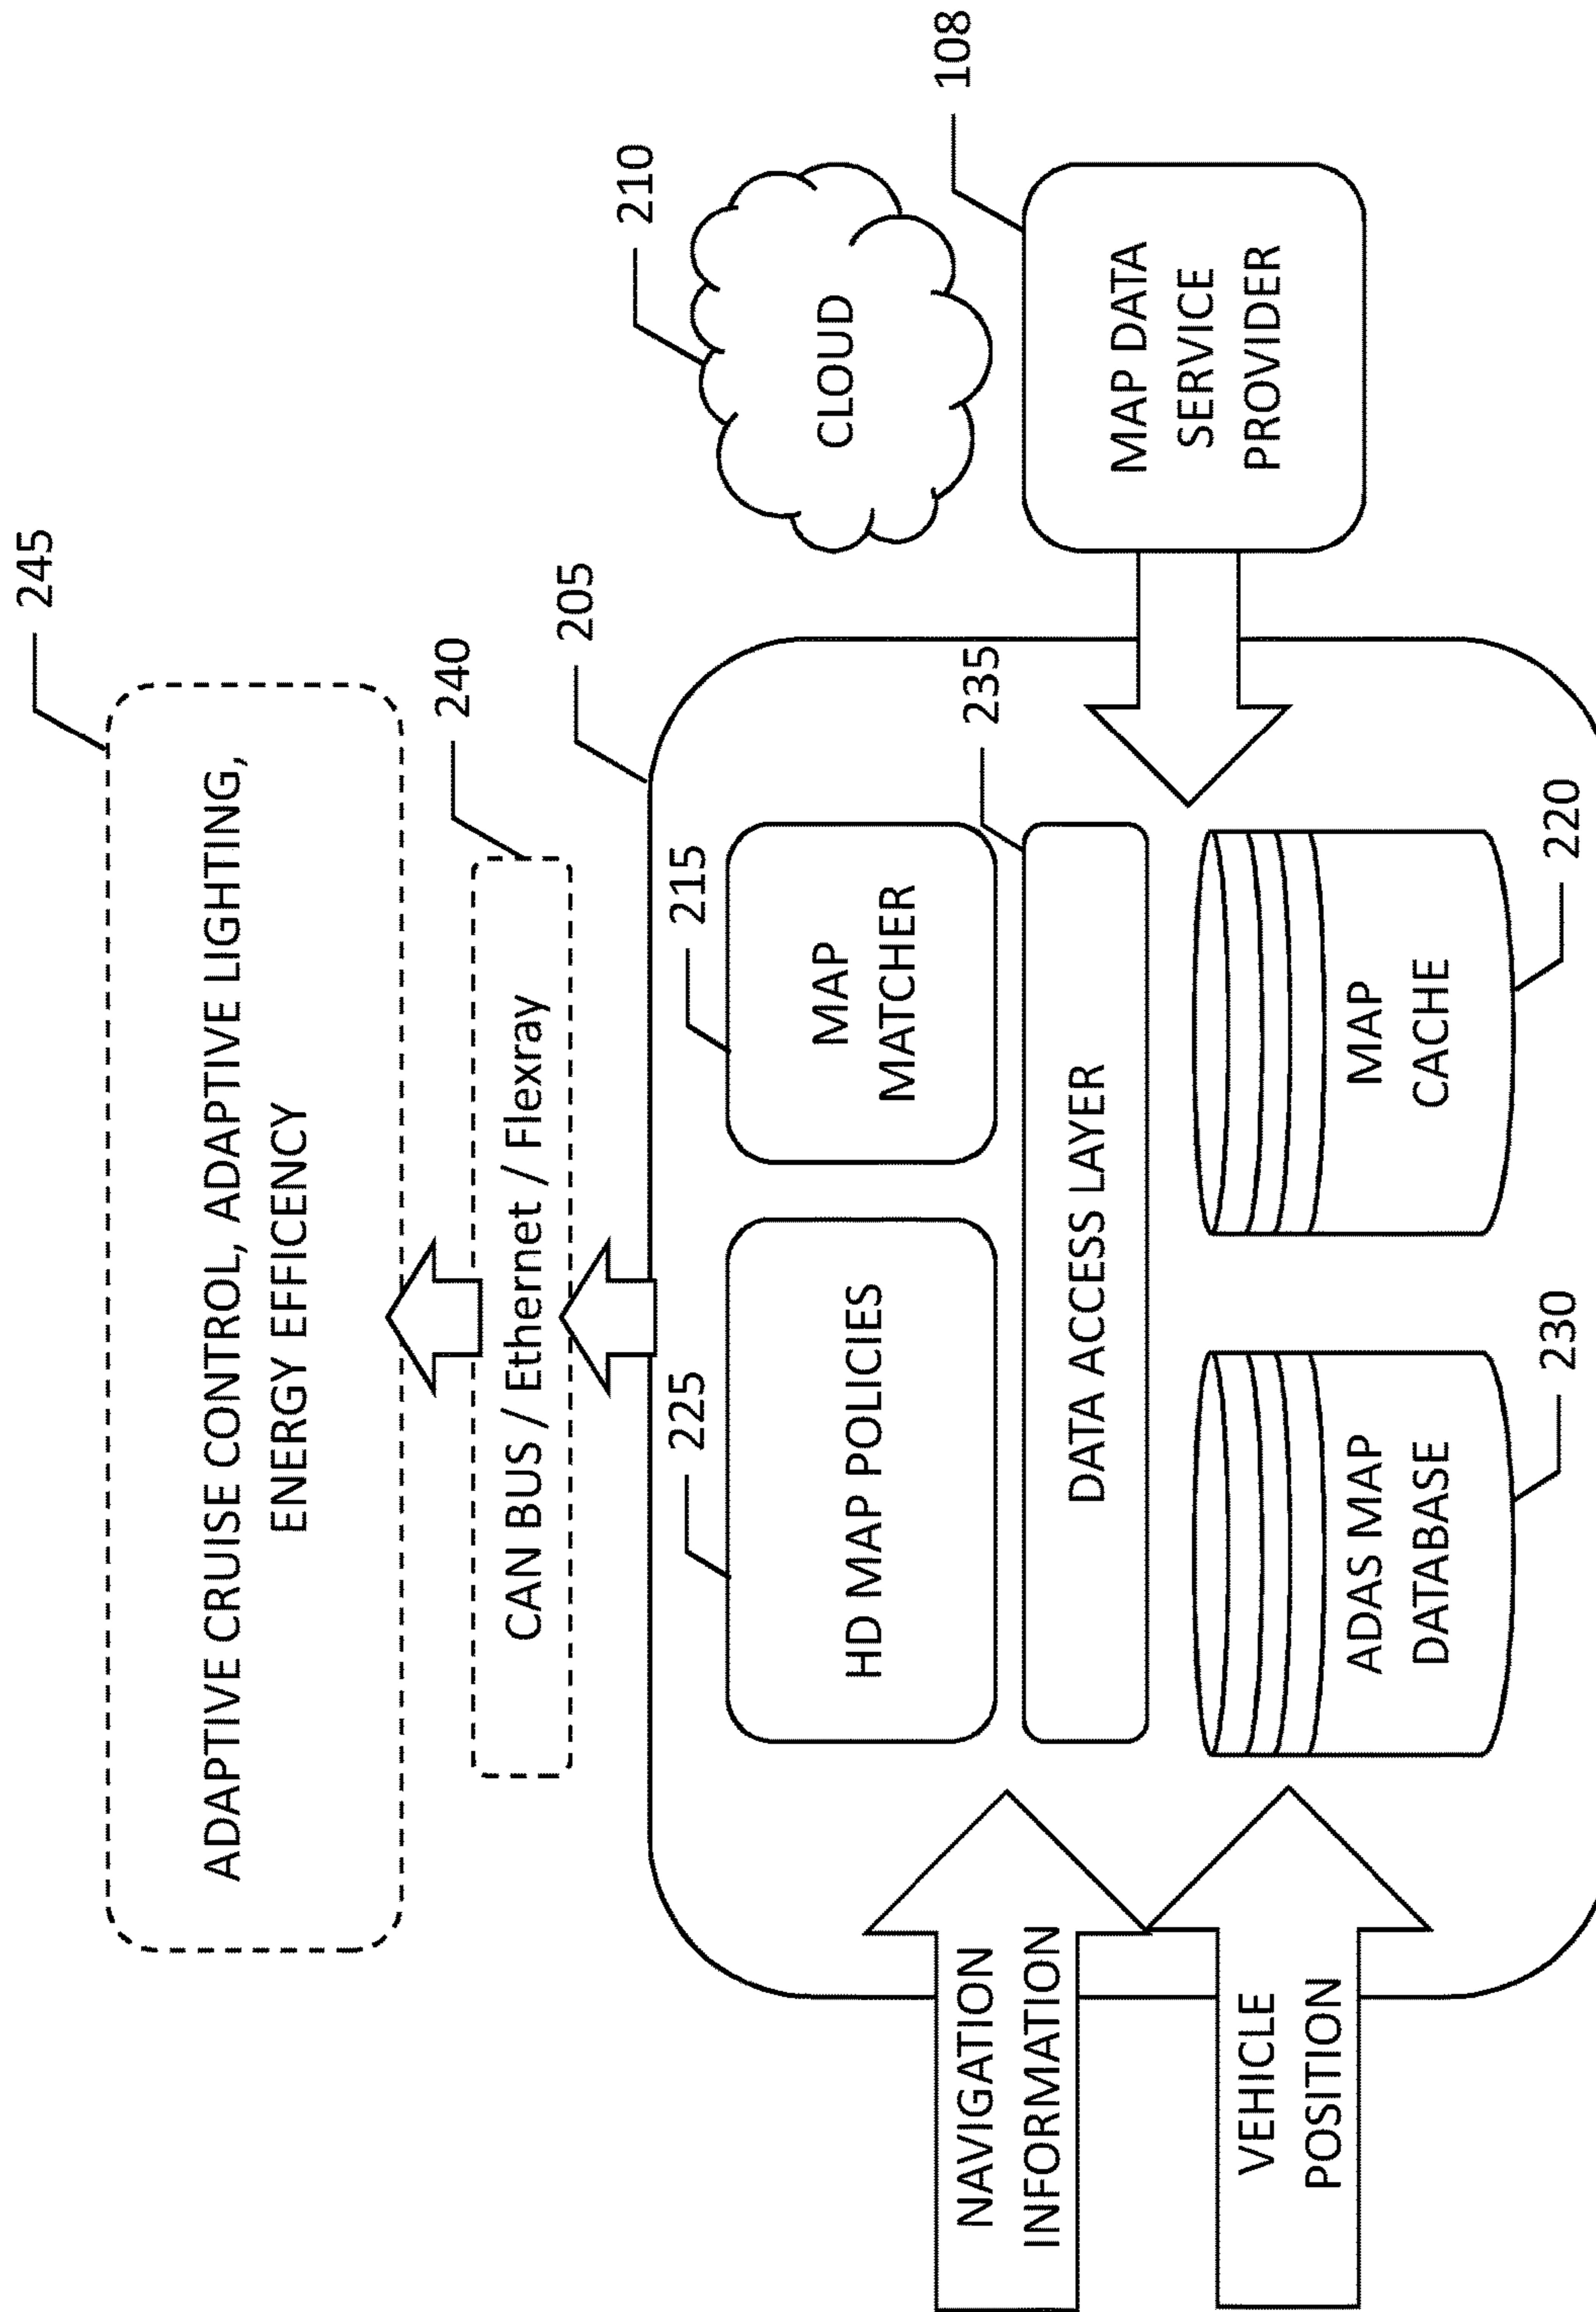 245
ADAPTIVE CRUISE CONTROL, ADAPTIVE LIGHTING,
ENERGY EFFICENCY
240
CAN BUS / Ethernet / Flexray
205
210
CLOUD
225
HD MAP POLICIES
215
MAP
MATCHER
NAVIGATION
INFORMATION
235
DATA ACCESS LAYER
108
MAP DATA
SERVICE
PROVIDER
VEHICLE
POSITION
ADAS MAP
DATABASE
230
MAP
CACHE
220